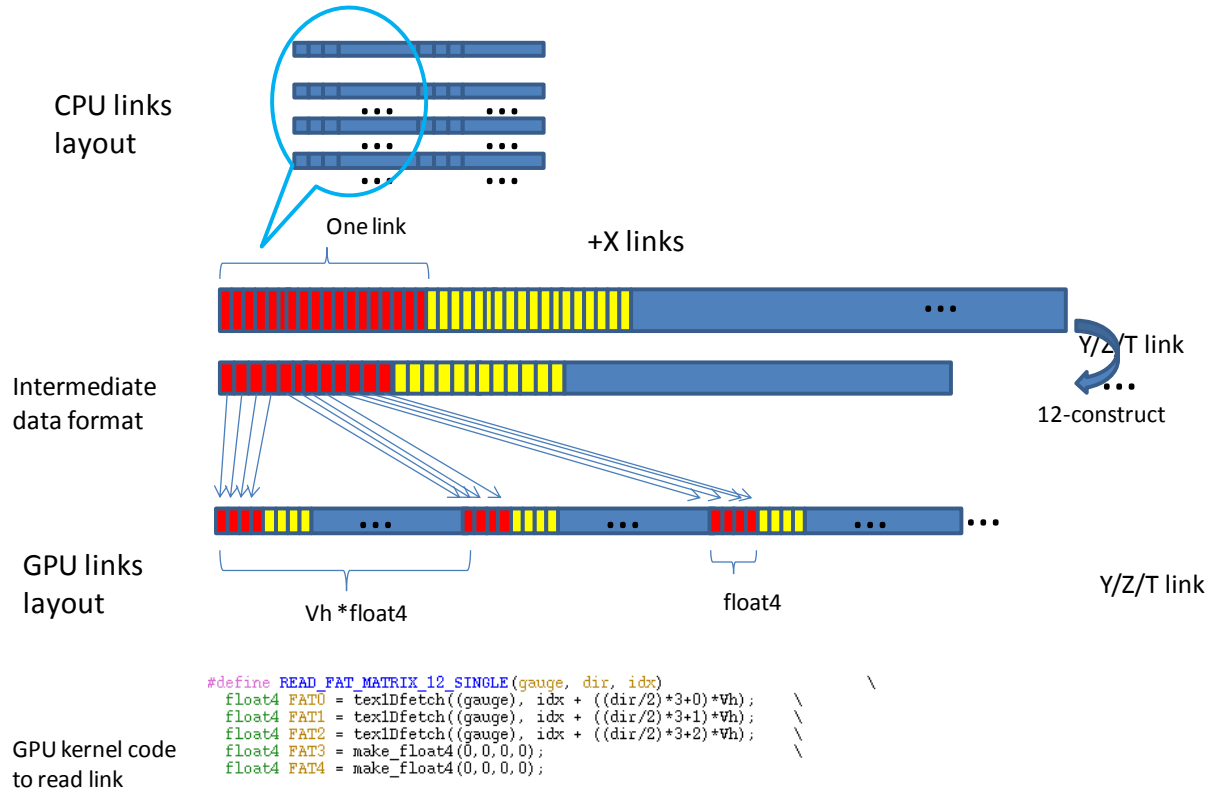 CPU links
layout
...
...
...
...
...
...
One link
+X links
...
Y/Z/T link
...
12-construct
Intermediate
data format
...
...
...
...
GPU links
layout
Vh *float4
float4
Y/Z/T link
#define READ_FAT_MATRIX_12_SINGLE(gauge, dir, idx) \
float4 FAT0 = tex1Dfetch((gauge), idx + ((dir/2)*3+0)*Vh); \
float4 FAT1 = tex1Dfetch((gauge), idx + ((dir/2)*3+1)*Vh); \
float4 FAT2 = tex1Dfetch((gauge), idx + ((dir/2)*3+2)*Vh); \
float4 FAT3 = make_float4(0,0,0,0); \
float4 FAT4 = make_float4(0,0,0,0);
GPU kernel code
to read link